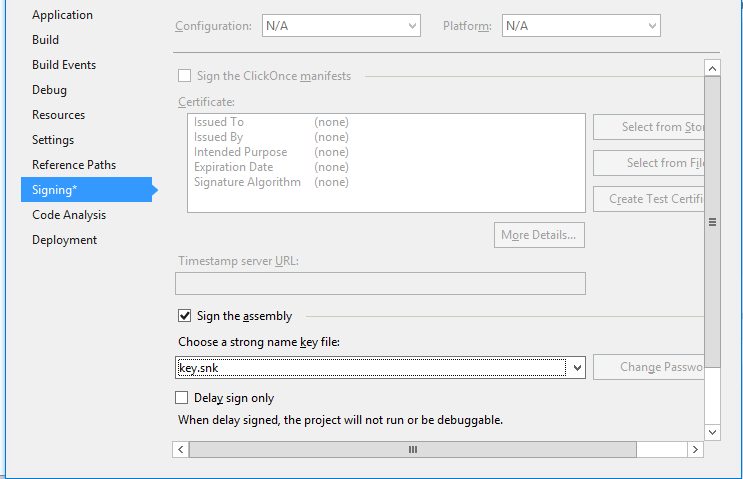 Application
Build
Build Events
Debug
Resources
Settings
Reference Paths
Signing*
Code Analysis
Deployment
Configuration: N/A Platform: N/A
Sign the ClickOnce manifests
Certificate:
Issued To (none)
Issued By (none)
Intended Purpose (none)
Expiration Date (none)
Signature Algorithm (none)
Select from Stor
Select from File
Create Test Certifi
More Details...
Timestamp server URL:
Sign the assembly
Choose a strong name key file:
key.snk
Change Passwo
Delay sign only
When delay signed, the project will not run or be debuggable.